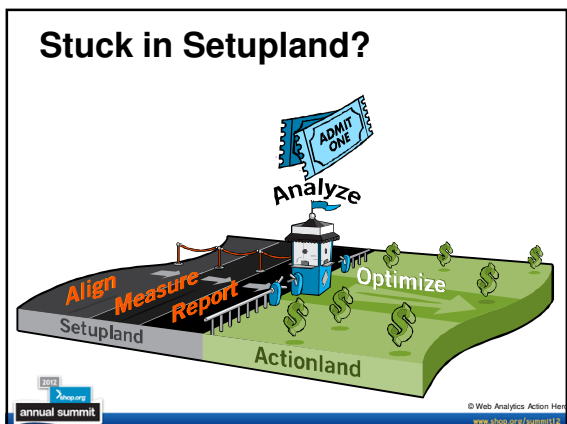 Stuck in Setupland?
ADMIT
ONE
Analyze
Align
Measure
Report
Optimize
Setupland
Actionland
2012
shop.org
annual summit
© Web Analytics Action Her
www.shop.org/summit12